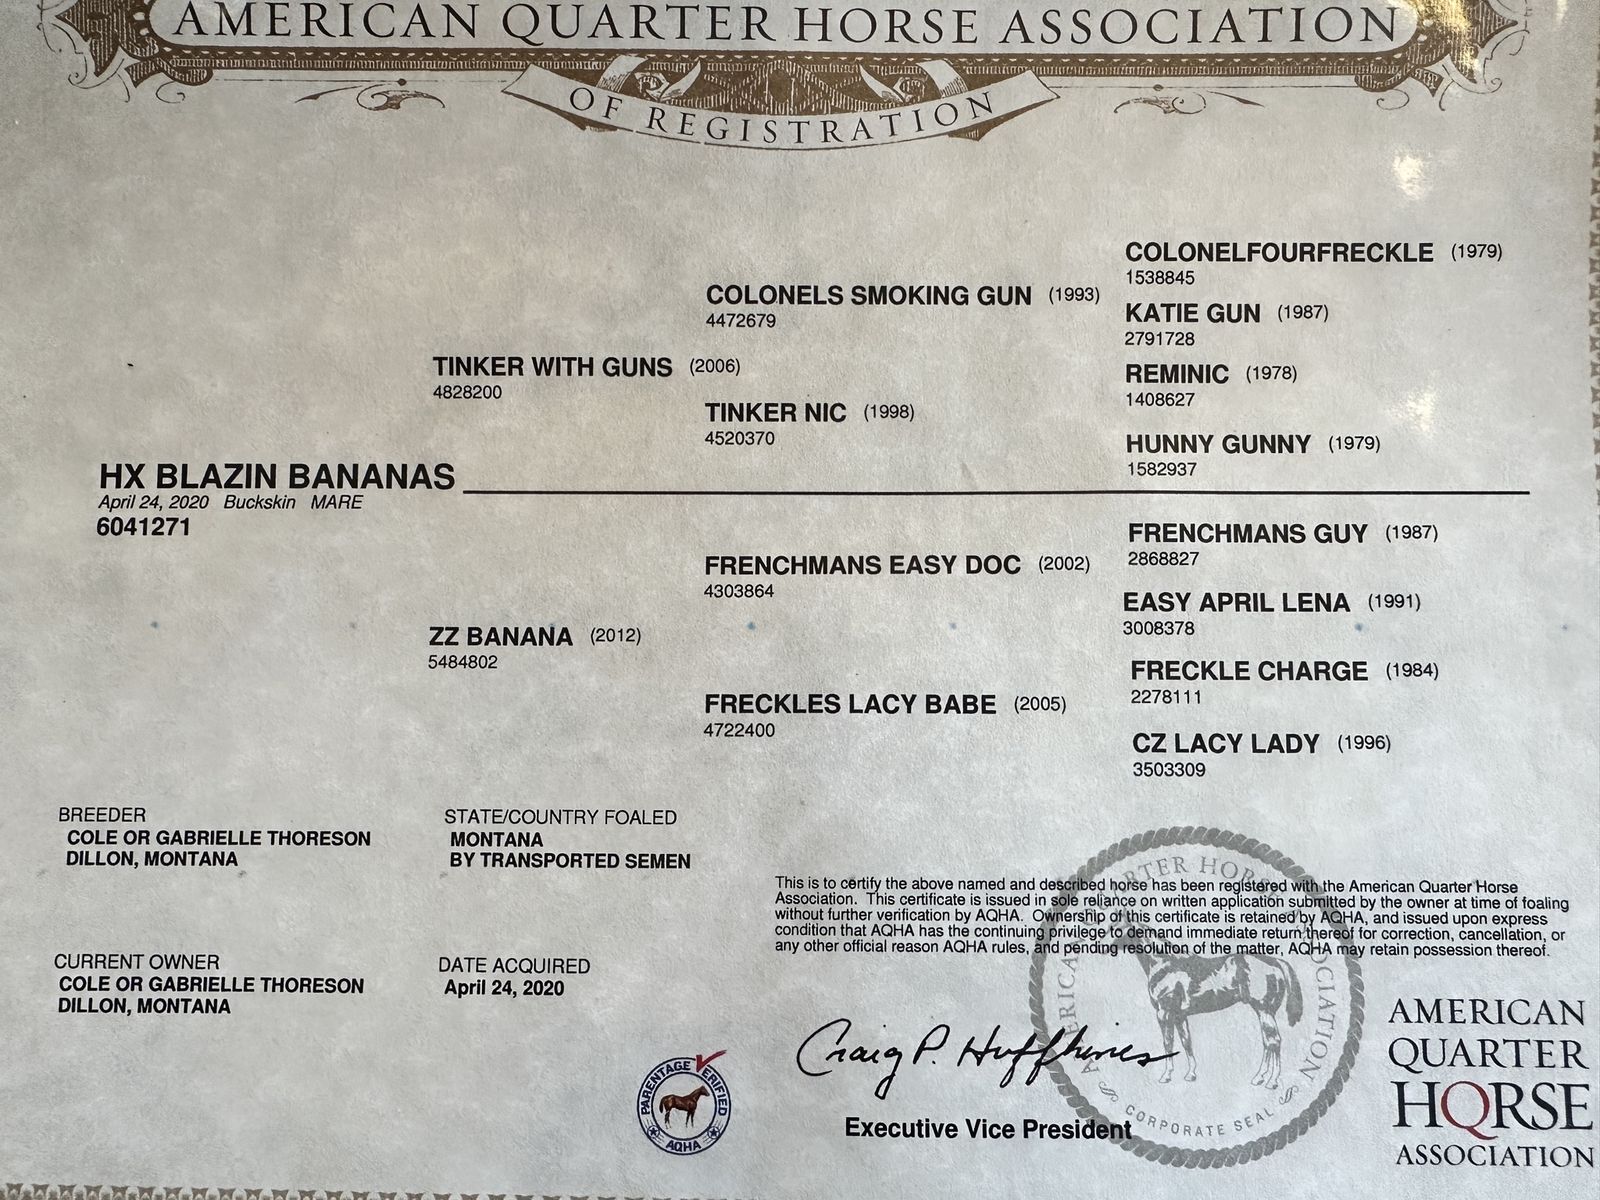 AMERICAN QUARTER HORSE ASSOCIATION
OF REGISTRATION
COLONELFOURFRECKLE (1979)
1538845
COLONELS SMOKING GUN (1993)
4472679
KATIE GUN (1987)
2791728
TINKER WITH GUNS (2006)
4828200
REMINIC (1978)
1408627
TINKER NIC (1998)
4520370
HUNNY GUNNY (1979)
1582937
HX BLAZIN BANANAS
April 24, 2020 Buckskin MARE
6041271
FRENCHMANS GUY (1987)
2868827
FRENCHMANS EASY DOC (2002)
4303864
EASY APRIL LENA (1991)
3008378
ZZ BANANA (2012)
5484802
FRECKLE CHARGE (1984)
2278111
FRECKLES LACY BABE (2005)
4722400
CZ LACY LADY (1996)
3503309
BREEDER
COLE OR GABRIELLE THORESON
DILLON, MONTANA
STATE/COUNTRY FOALED
MONTANA
BY TRANSPORTED SEMEN
This is to certify the above named and described horse has been registered with the American Quarter Horse
Association. This certificate is issued in sole reliance on written application submitted by the owner at time of foaling
without further verification by AQHA. Ownership of this certificate is retained by AQHA, and issued upon express
condition that AQHA has the continuing privilege to demand immediate return thereof for correction, cancellation, or
any other official reason AQHA rules, and pending resolution of the matter, AQHA may retain possession thereof.
CURRENT OWNER
COLE OR GABRIELLE THORESON
DILLON, MONTANA
DATE ACQUIRED
April 24, 2020
PARENTAGE VERIFIED
AQHA
Craig P. Huffhines
Executive Vice President
AMERICAN QUARTER HORSE ASSOCIATION
CORPORATE SEAL
AMERICAN
QUARTER
HORSE
ASSOCIATION